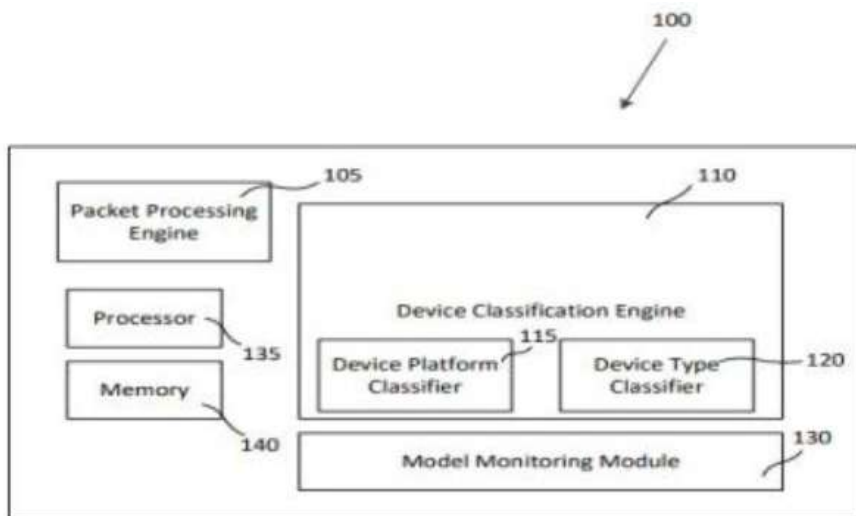 100
105
Packet Processing
Engine
110
Processor
135
Memory
140
Device Classification Engine
115
Device Platform
Classifier
Device Type
Classifier
120
130
Model Monitoring Module